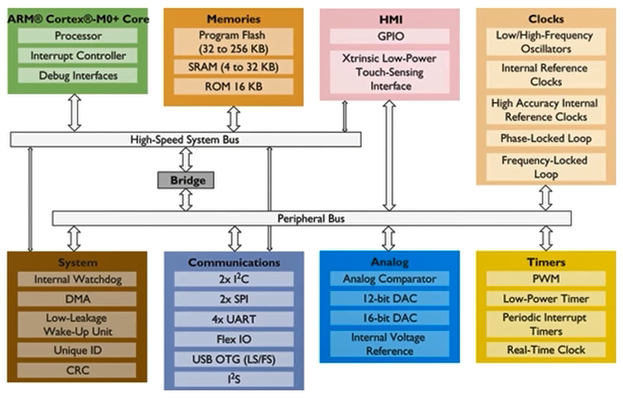 ARM® Cortex®-M0+ Core
Processor
Interrupt Controller
Debug Interfaces
Memories
Program Flash
(32 to 256 KB)
SRAM (4 to 32 KB)
ROM 16 KB
HMI
GPIO
Xtrinsic Low-Power
Touch-Sensing
Interface
Clocks
Low/High-Frequency
Oscillators
Internal Reference
Clocks
High Accuracy Internal
Reference Clocks
Phase-Locked Loop
Frequency-Locked
Loop
High-Speed System Bus
Bridge
Peripheral Bus
System
Internal Watchdog
DMA
Low-Leakage
Wake-Up Unit
Unique ID
CRC
Communications
2x I²C
2x SPI
4x UART
Flex IO
USB OTG (LS/FS)
I²S
Analog
Analog Comparator
12-bit DAC
16-bit DAC
Internal Voltage
Reference
Timers
PWM
Low-Power Timer
Periodic Interrupt
Timers
Real-Time Clock